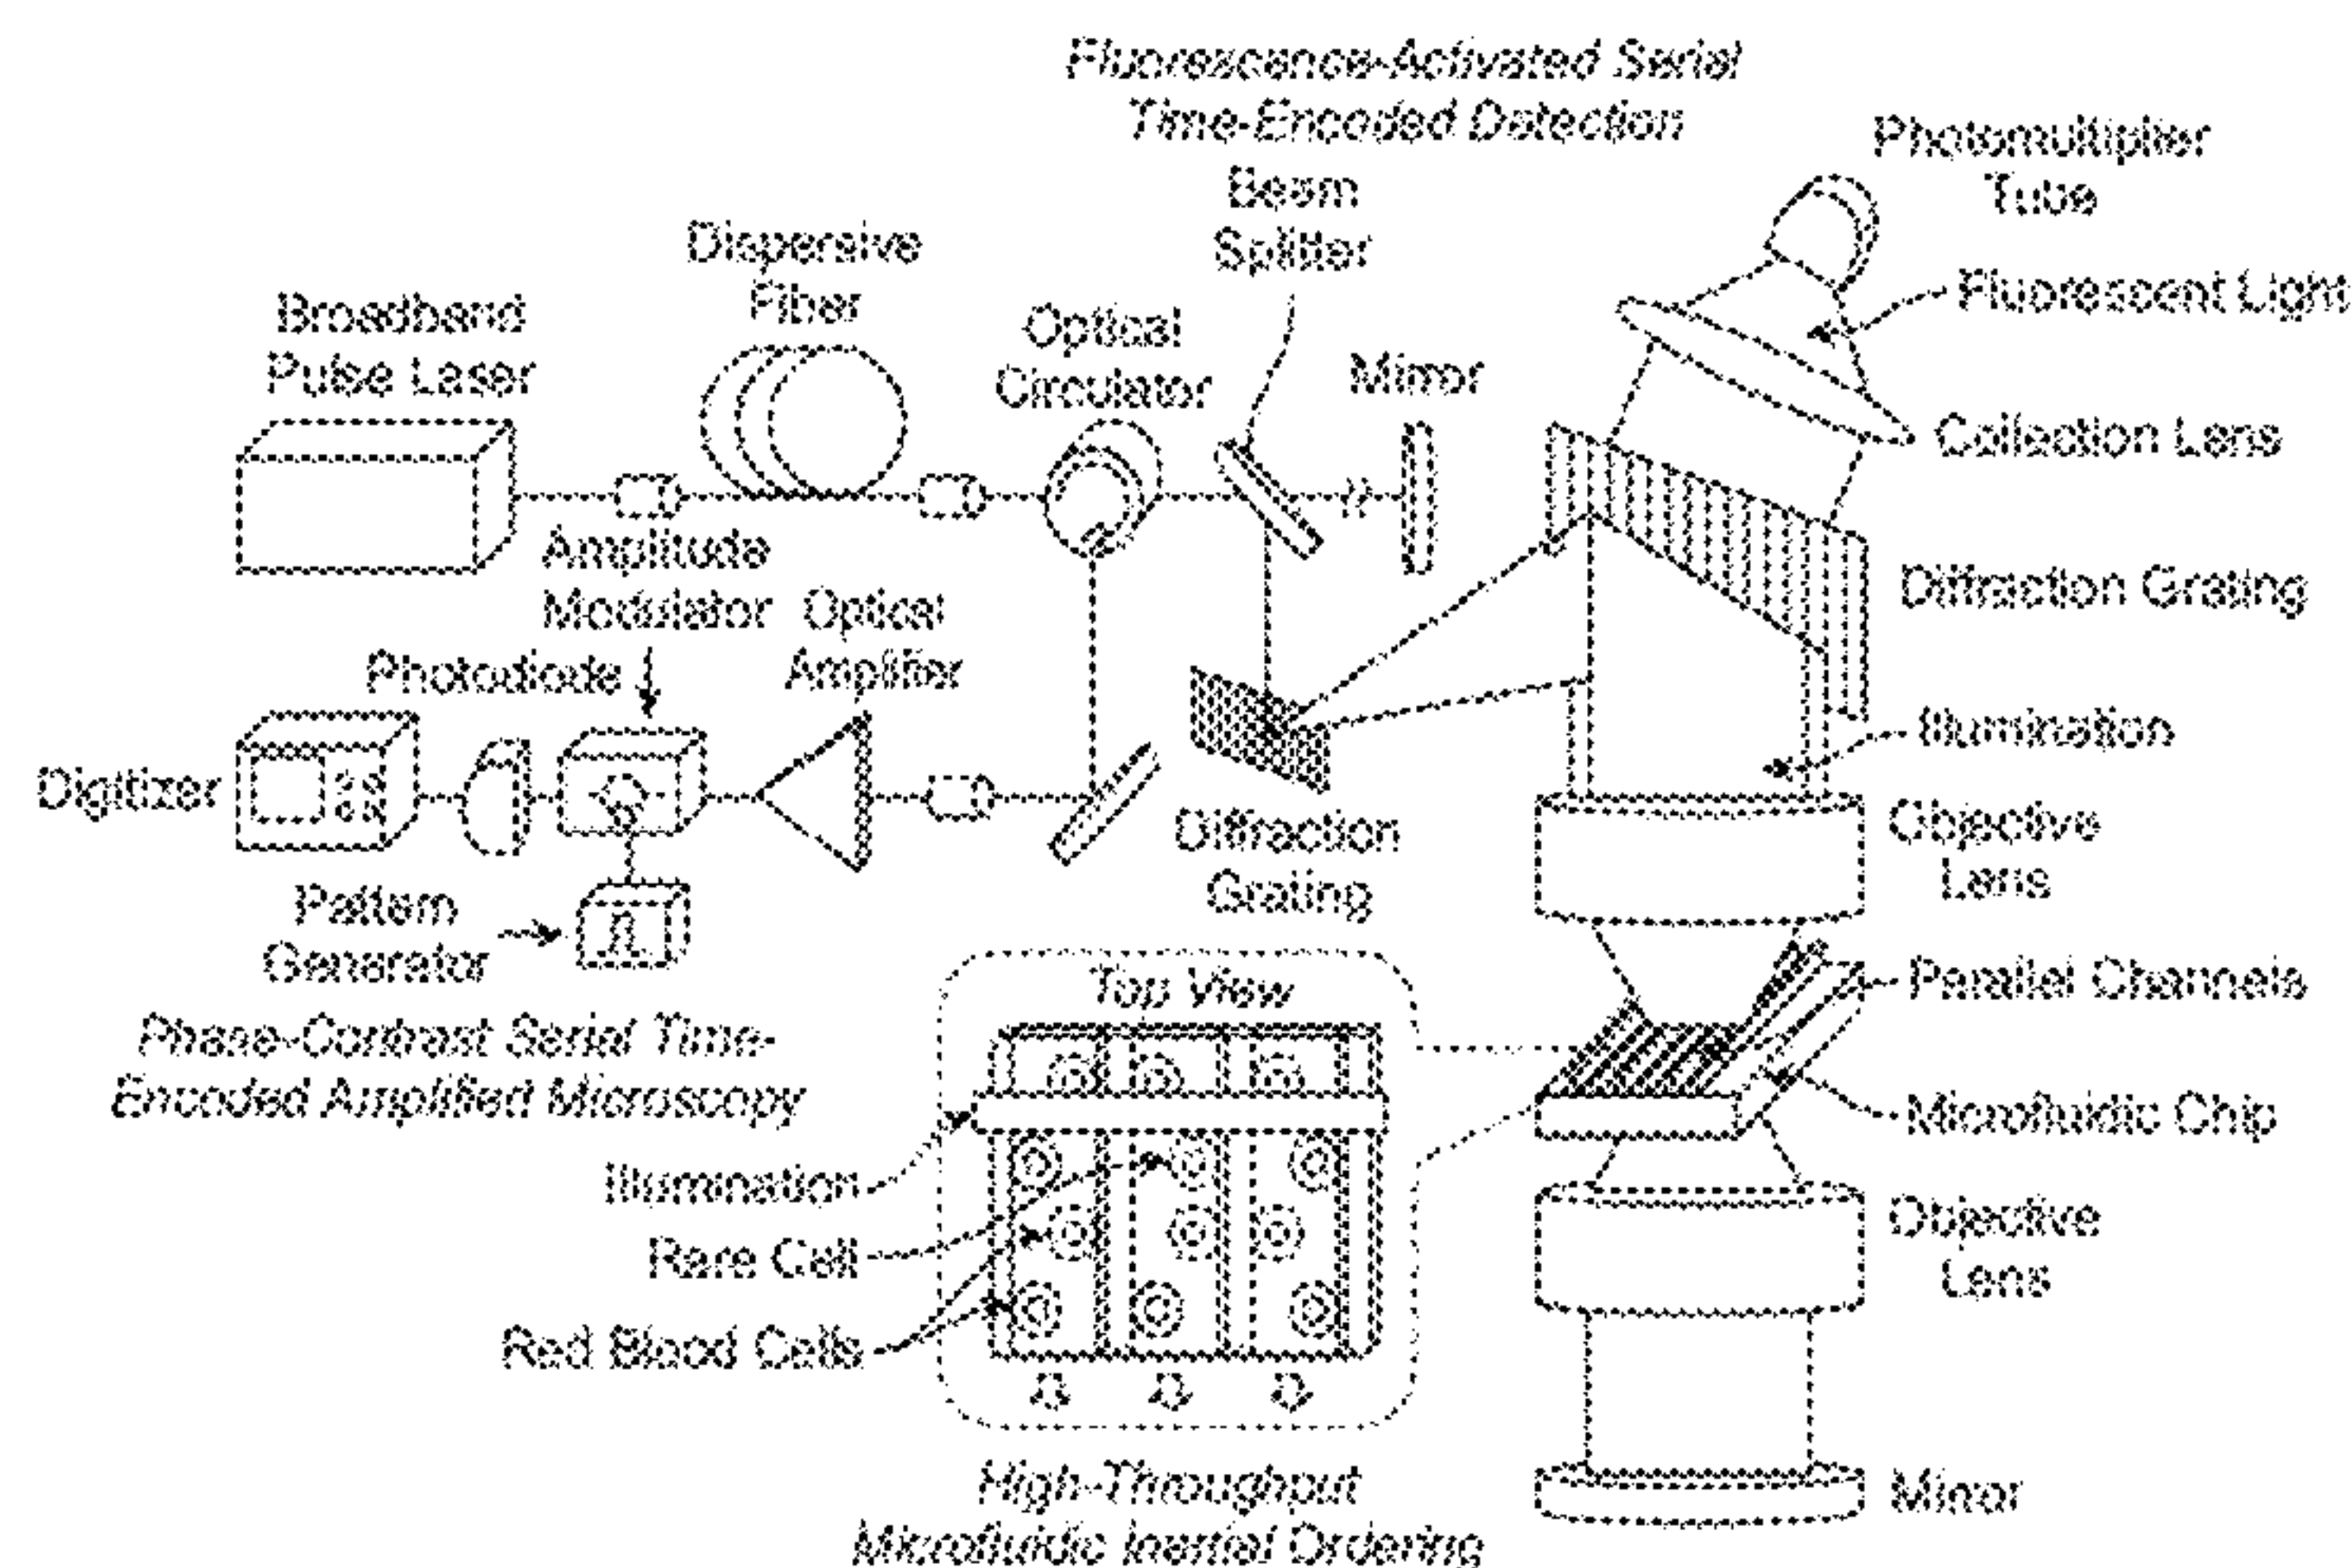 Fluorescence-Activated Serial
Time-Encoded Detection
Photomultiplier
Tube
Beam
Splitter
Dispersive
Fiber
Fluorescent Light
Broadband
Pulse Laser
Optical
Circulator
Mirror
Collection Lens
Amplitude
Modulator
Optical
Amplifier
Diffraction Grating
Photodiode
Illumination
Digitizer
Diffraction
Grating
Objective
Lens
Pattern
Generator
Top View
Parallel Channels
Phase-Contrast Serial Time-
Encoded Amplified Microscopy
Microfluidic Chip
Illumination
Rare Cell
Objective
Lens
Red Blood Cells
High-Throughput
Microfluidic Inertial Ordering
Mirror